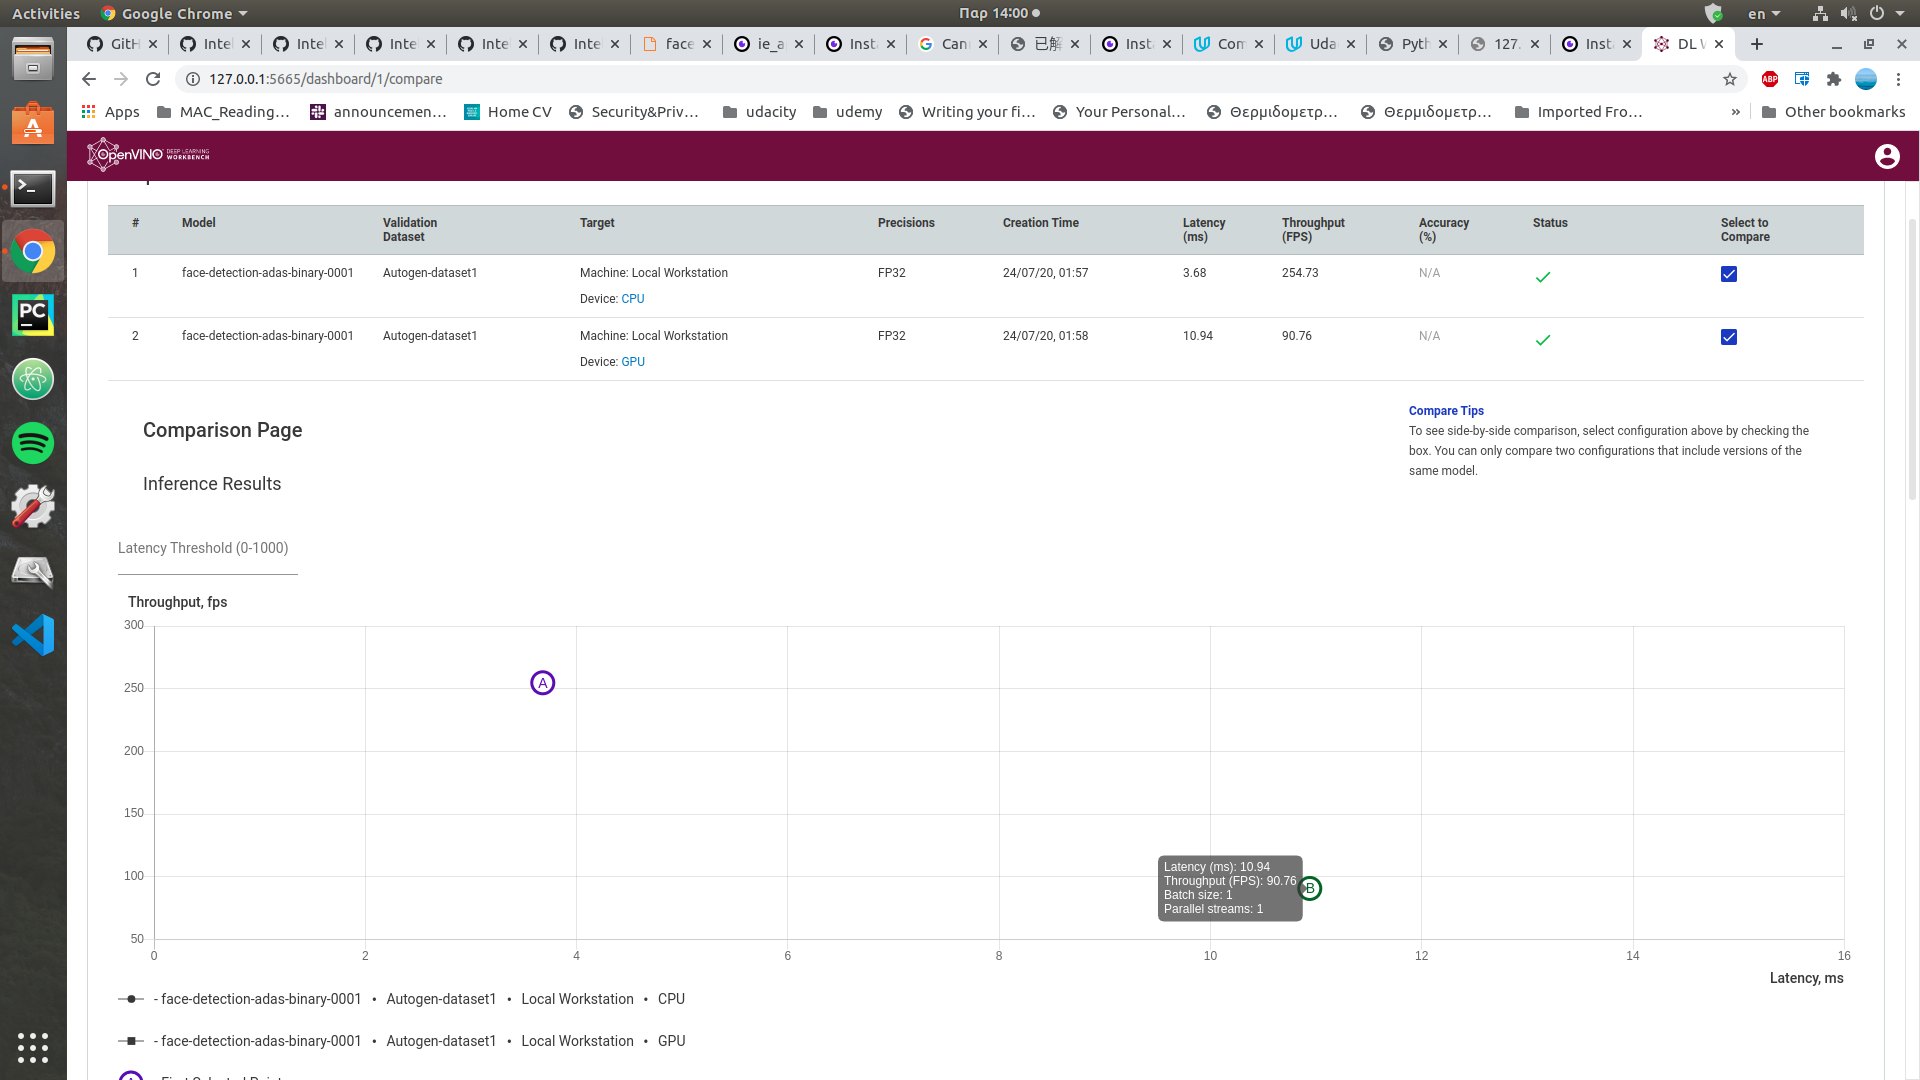 Activities Google Chrome Παρ 14:00 en
GitH Intel Intel Intel Intel Intel face ie_a Insta Can 已解 Insta Com Uda Pyth 127. Insta DL W
127.0.0.1:5665/dashboard/1/compare ABP
Apps MAC_Reading… announcemen… Home CV Security&Priv… udacity udemy Writing your fi… Your Personal… Θερμιδομετρ… Θερμιδομετρ… Imported Fro… » Other bookmarks
OpenVINO DEEP LEARNING WORKBENCH
# Model Validation Dataset Target Precisions Creation Time Latency (ms) Throughput (FPS) Accuracy (%) Status Select to Compare
1 face-detection-adas-binary-0001 Autogen-dataset1 Machine: Local Workstation FP32 24/07/20, 01:57 3.68 254.73 N/A
Device: CPU
2 face-detection-adas-binary-0001 Autogen-dataset1 Machine: Local Workstation FP32 24/07/20, 01:58 10.94 90.76 N/A
Device: GPU
Comparison Page
Compare Tips
To see side-by-side comparison, select configuration above by checking the
box. You can only compare two configurations that include versions of the
same model.
Inference Results
Latency Threshold (0-1000)
Throughput, fps
300
250
200
150
100
50
A
Latency (ms): 10.94
Throughput (FPS): 90.76
Batch size: 1
Parallel streams: 1
B
0 2 4 6 8 10 12 14 16
Latency, ms
- face-detection-adas-binary-0001 • Autogen-dataset1 • Local Workstation • CPU
- face-detection-adas-binary-0001 • Autogen-dataset1 • Local Workstation • GPU